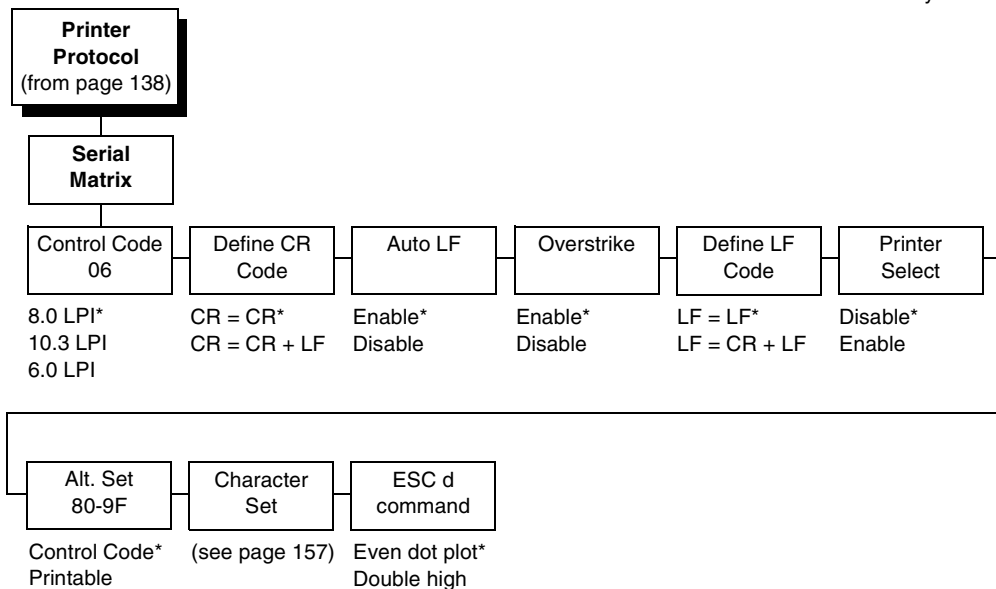 Printer
Protocol
(from page 138)
Serial
Matrix
Control Code
06
8.0 LPI*
10.3 LPI
6.0 LPI
Define CR
Code
CR = CR*
CR = CR + LF
Auto LF
Enable*
Disable
Overstrike
Enable*
Disable
Define LF
Code
LF = LF*
LF = CR + LF
Printer
Select
Disable*
Enable
Alt. Set
80-9F
Control Code*
Printable
Character
Set
(see page 157)
ESC d
command
Even dot plot*
Double high